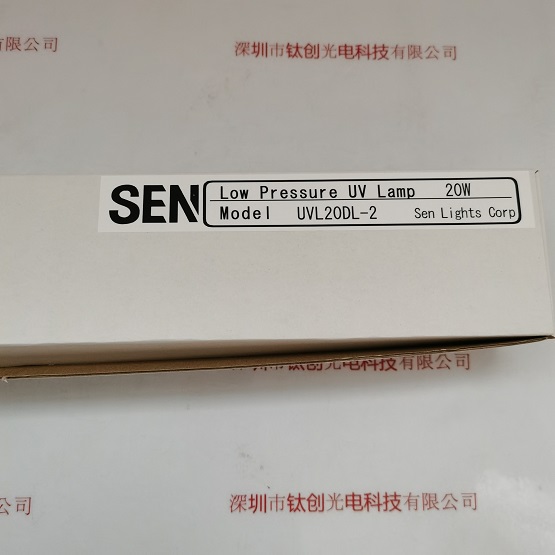 有限公司
深圳市钛创光电科技有限公司
SEN
Low Pressure UV Lamp 20W
Model UVL20DL-2 Sen Lights Corp
深圳市钛创光电科技有限公司
公司
深圳市钛创光电科技有限公司